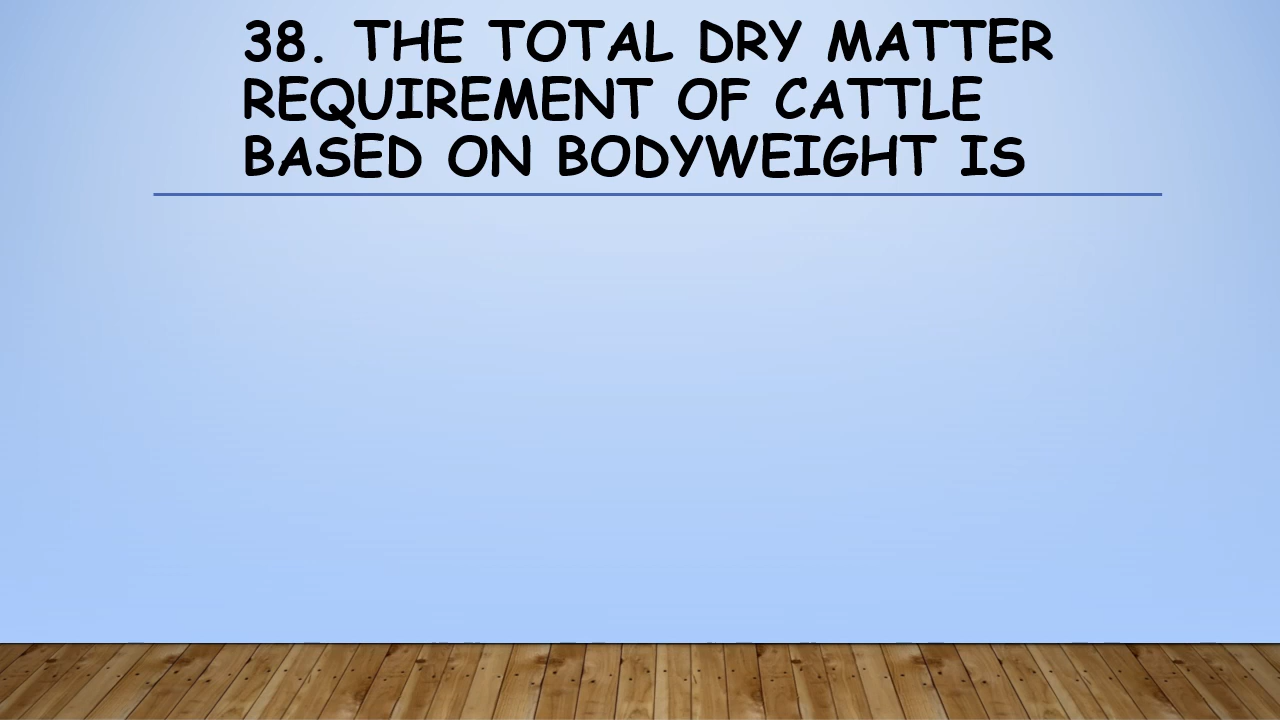 38. THE TOTAL DRY MATTER
REQUIREMENT OF CATTLE
BASED ON BODYWEIGHT IS